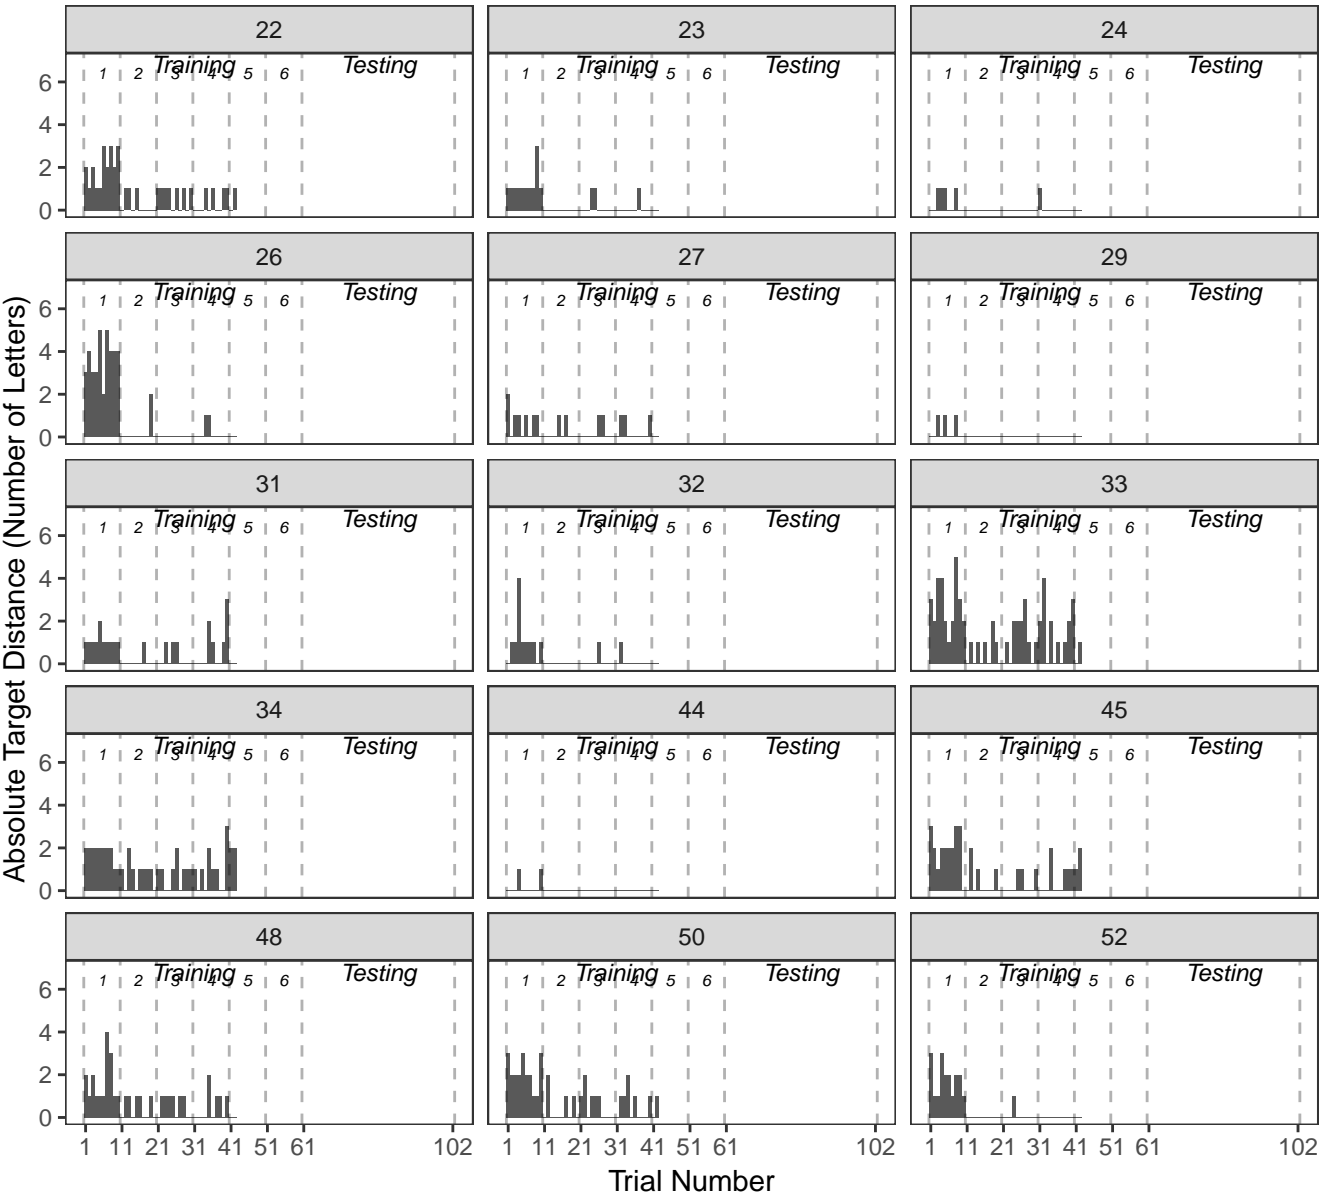 22 23 24
Training Training Training
Testing Testing Testing
1 2 3 4 5 6 1 2 3 4 5 6 1 2 3 4 5 6
6
4
2
0
26 27 29
Training Training Training
Testing Testing Testing
1 2 3 4 5 6 1 2 3 4 5 6 1 2 3 4 5 6
6
4
2
0
31 32 33
Training Training Training
Testing Testing Testing
1 2 3 4 5 6 1 2 3 4 5 6 1 2 3 4 5 6
6
4
2
0
34 44 45
Training Training Training
Testing Testing Testing
1 2 3 4 5 6 1 2 3 4 5 6 1 2 3 4 5 6
6
4
2
0
48 50 52
Training Training Training
Testing Testing Testing
1 2 3 4 5 6 1 2 3 4 5 6 1 2 3 4 5 6
6
4
2
0
1 11 21 31 41 51 61 102 1 11 21 31 41 51 61 102 1 11 21 31 41 51 61 102
Trial Number
Absolute Target Distance (Number of Letters)